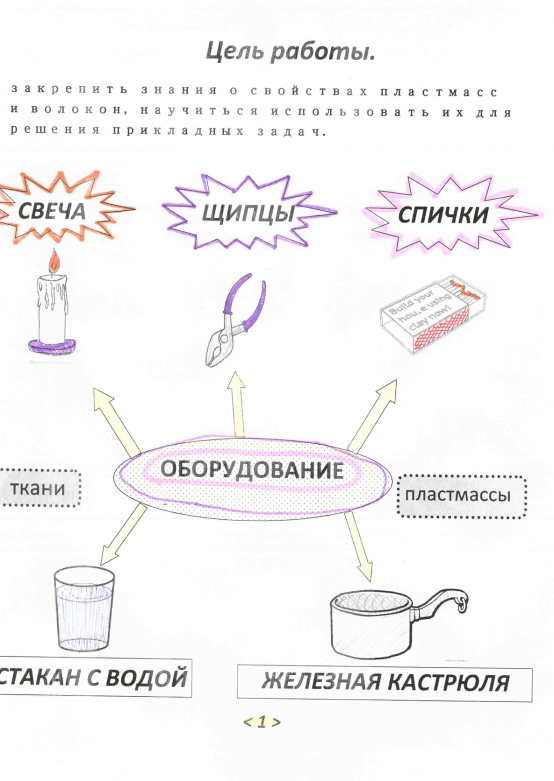 Цель работы.
закрепить знания о свойствах пластмасс
и волокон, научиться использовать их для
решения прикладных задач.
СВЕЧА
ЩИПЦЫ
СПИЧКИ
Build your
hou..e using
clay now!
ОБОРУДОВАНИЕ
ткани
пластмассы
СТАКАН С ВОДОЙ
ЖЕЛЕЗНАЯ КАСТРЮЛЯ
< 1 >